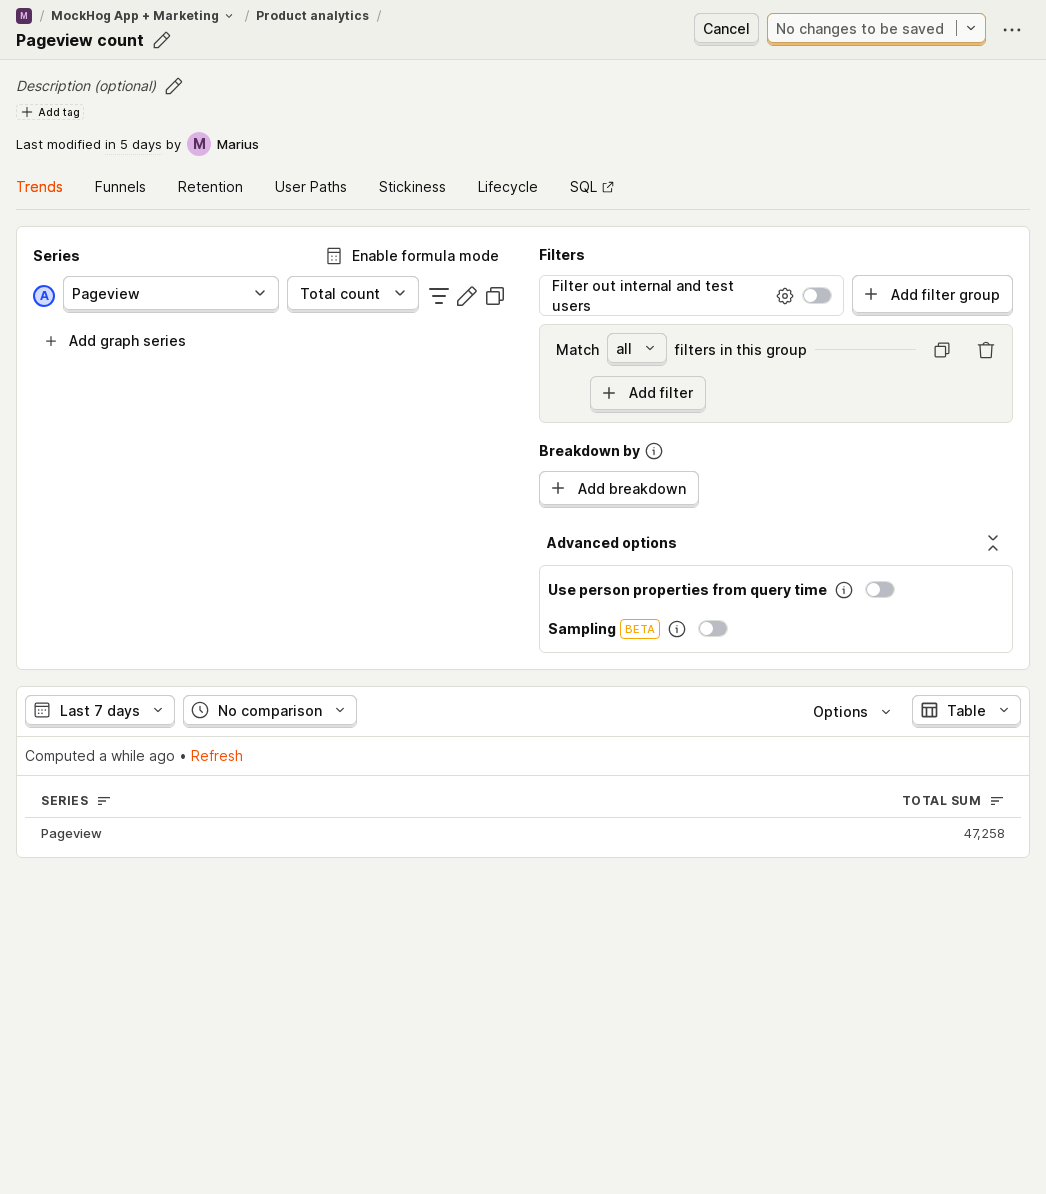 M / MockHog App + Marketing / Product analytics /
Pageview count
Cancel
No changes to be saved
Description (optional)
Add tag
Last modified in 5 days by M Marius
Trends Funnels Retention User Paths Stickiness Lifecycle SQL
Series
Enable formula mode
A Pageview Total count
Add graph series
Filters
Filter out internal and test
users
Add filter group
Match all filters in this group
Add filter
Breakdown by
Add breakdown
Advanced options
Use person properties from query time
Sampling BETA
Last 7 days No comparison Options Table
Computed a while ago • Refresh
SERIES TOTAL SUM
Pageview 47,258